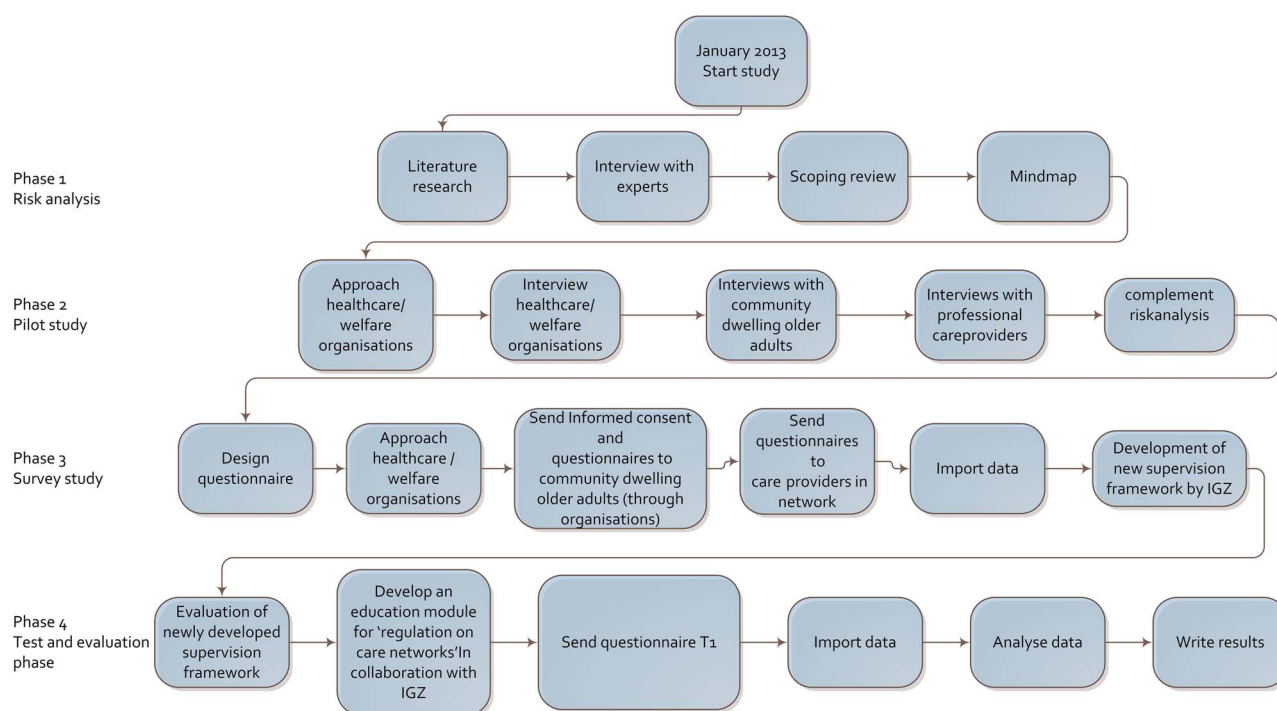 January 2013
Start study
Phase 1
Risk analysis
Literature
research
Interview with
experts
Scoping review
Mindmap
Phase 2
Pilot study
Approach
healthcare/
welfare
organisations
Interview
healthcare/
welfare
organisations
Interviews with
community
dwelling older
adults
Interviews with
professional
careproviders
complement
riskanalysis
Phase 3
Survey study
Design
questionnaire
Approach
healthcare /
welfare
organisations
Send Informed consent
and
questionnaires to
community dwelling
older adults (through
organisations)
Send
questionnaires
to
care providers in
network
Import data
Development of
new supervision
framework by IGZ
Phase 4
Test and evaluation
phase
Evaluation of
newly developed
supervision
framework
Develop an
education module
for ‘regulation on
care networks’In
collaboration with
IGZ
Send questionnaire T1
Import data
Analyse data
Write results